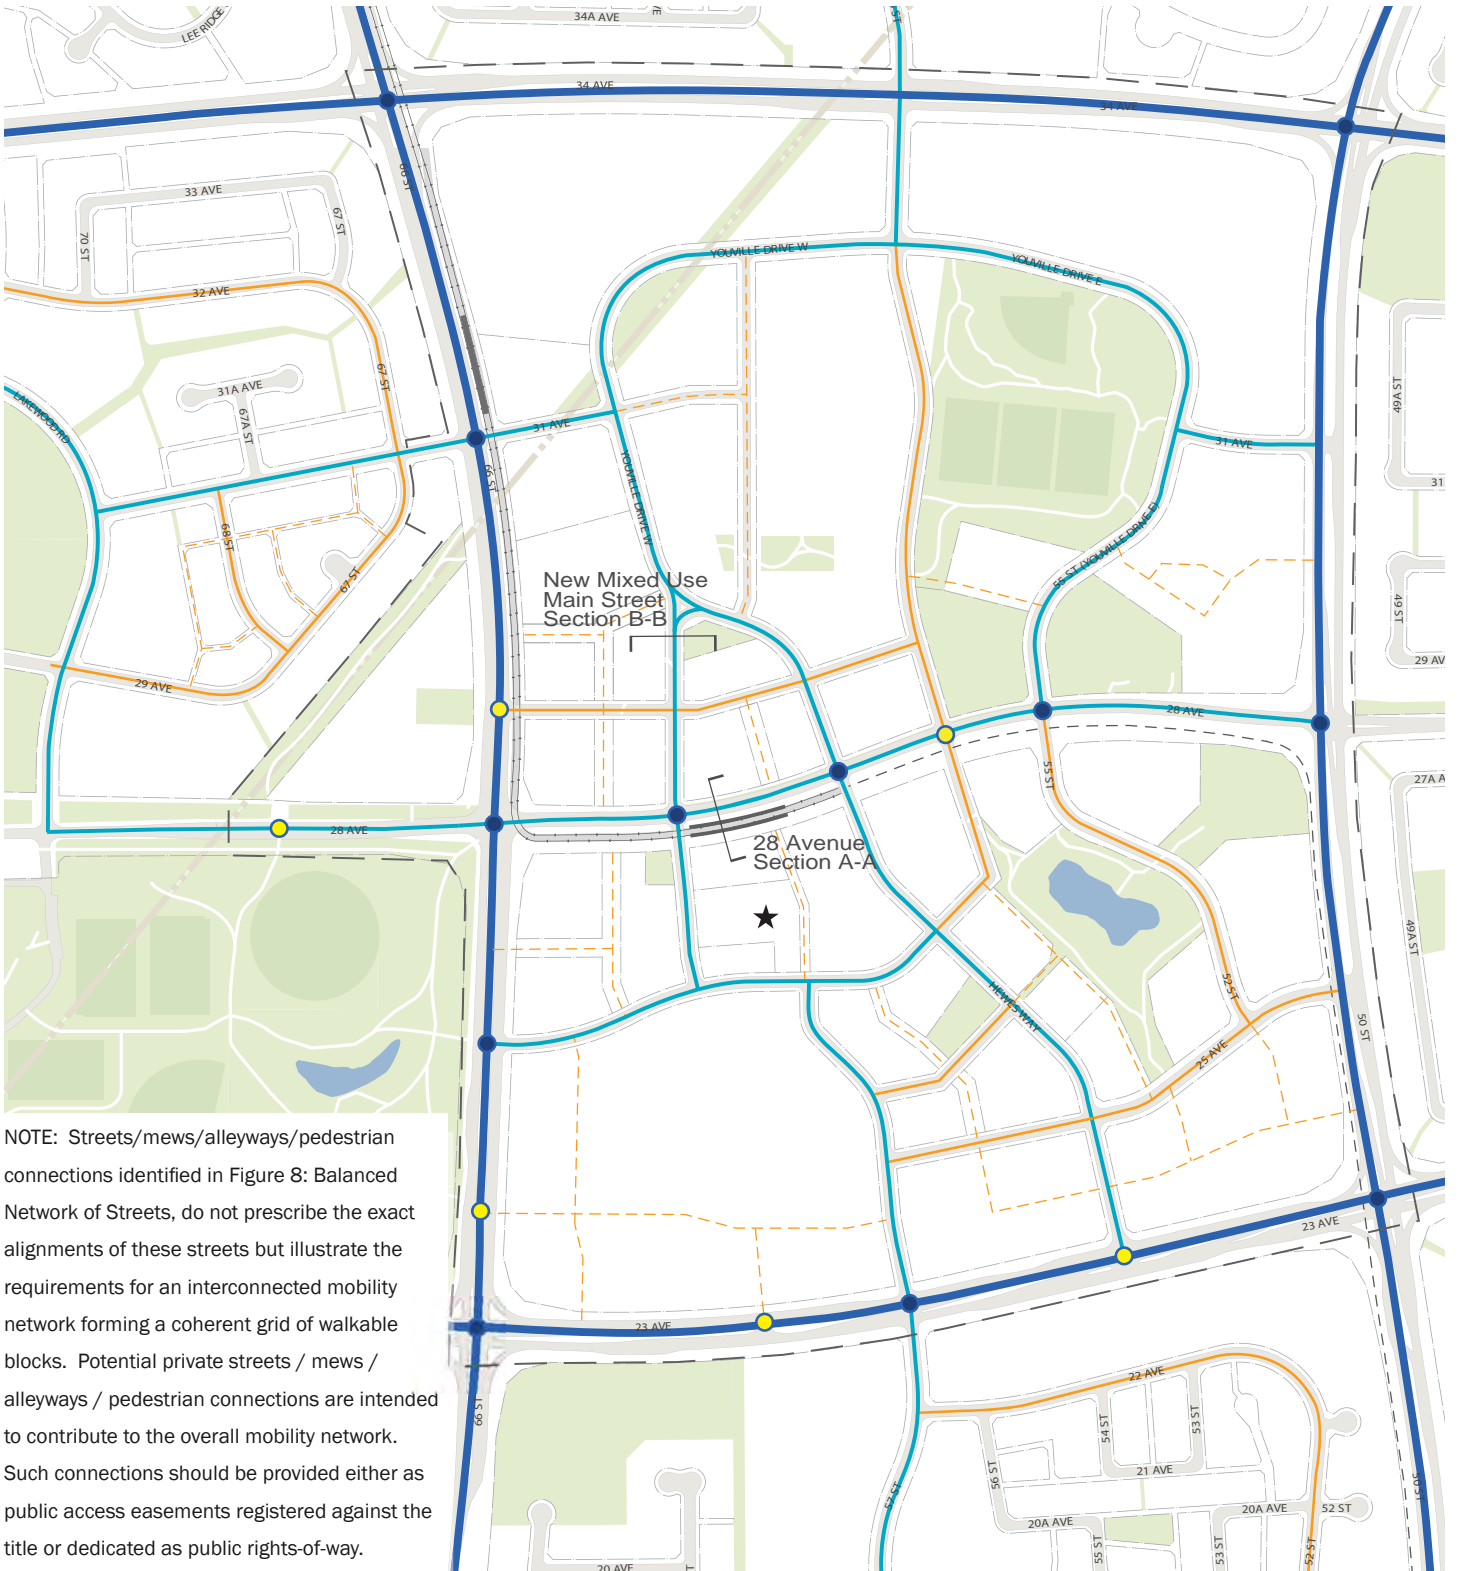 LEE RIDGE
34A AVE
VE
ST
34 AVE
34 AVE
66 ST
33 AVE
67 ST
70 ST
YOUVILLE DRIVE W
YOUVILLE DRIVE E
32 AVE
67 ST
31A AVE
67A ST
49A ST
LAKEWOOD RD
31 AVE
31 AVE
YOUVILLE DRIVE W
66 ST
31
68 ST
67 ST
55 ST (YOUVILLE DRIVE E)
49 ST
New Mixed Use
Main Street
Section B-B
29 AVE
29 AV
28 AVE
55 ST
27A A
28 AVE
28 Avenue
Section A-A
49A ST
52 ST
HEWES WAY
50 ST
25 AVE
NOTE:  Streets/mews/alleyways/pedestrian
connections identified in Figure 8: Balanced
Network of Streets, do not prescribe the exact
alignments of these streets but illustrate the
requirements for an interconnected mobility
network forming a coherent grid of walkable
blocks.  Potential private streets / mews /
alleyways / pedestrian connections are intended
to contribute to the overall mobility network.
Such connections should be provided either as
public access easements registered against the
title or dedicated as public rights-of-way.
23 AVE
23 AVE
66 ST
22 AVE
54 ST
53 ST
56 ST
21 AVE
57 ST
50 ST
20A AVE
20A AVE
52 ST
55 ST
53 ST
52 ST
20 AVE
T